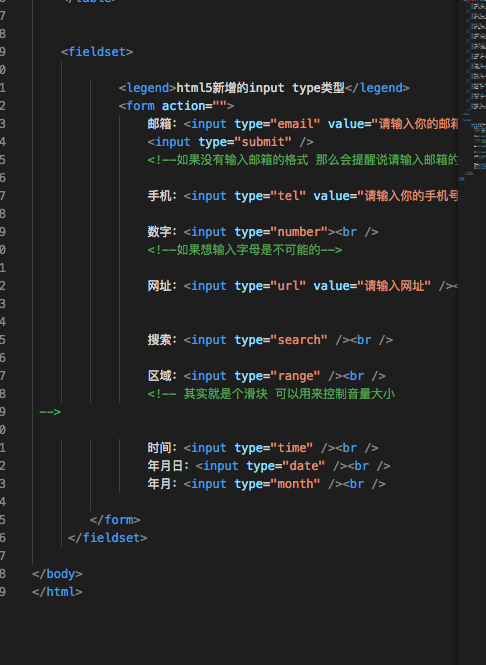 </table>
<fieldset>
<legend>html5新增的input type类型</legend>
<form action="">
邮箱：<input type="email" value="请输入你的邮箱
<input type="submit" />
<!--如果没有输入邮箱的格式 那么会提醒说请输入邮箱的
手机：<input type="tel" value="请输入你的手机号
数字：<input type="number"><br />
<!--如果想输入字母是不可能的-->
网址：<input type="url" value="请输入网址" /><
搜索：<input type="search" /><br />
区域：<input type="range" /><br />
<!-- 其实就是个滑块 可以用来控制音量大小
-->
时间：<input type="time" /><br />
年月日：<input type="date" /><br />
年月：<input type="month" /><br />
</form>
</fieldset>
</body>
</html>